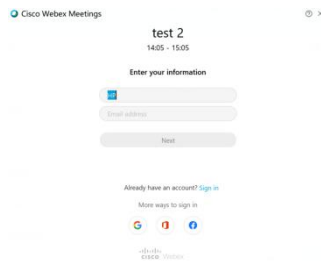 Cisco Webex Meetings
test 2
14:05 - 15:05
Enter your information
Email address
Next
Already have an account? Sign in
More ways to sign in
CISCO Webex